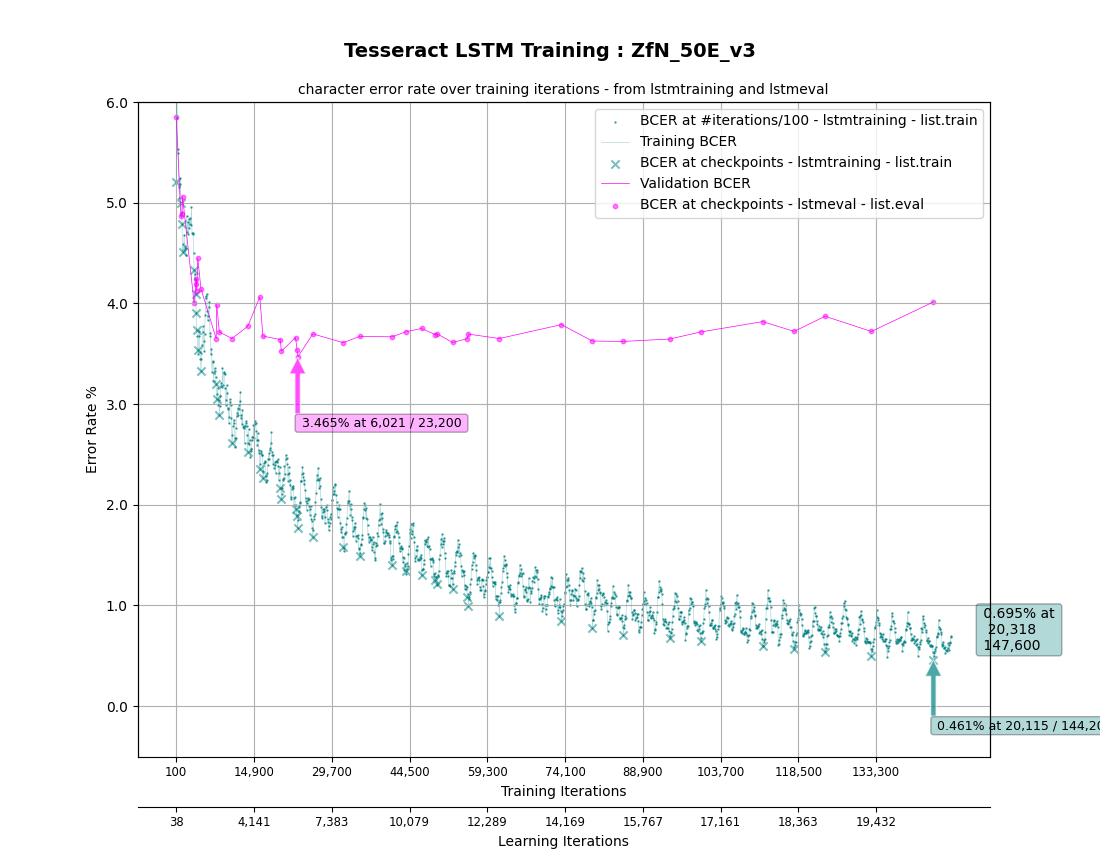 Tesseract LSTM Training : ZfN_50E_v3
character error rate over training iterations - from lstmtraining and lstmeval
BCER at #iterations/100 - lstmtraining - list.train
Training BCER
BCER at checkpoints - lstmtraining - list.train
Validation BCER
BCER at checkpoints - lstmeval - list.eval
Error Rate %
6.0
5.0
4.0
3.0
2.0
1.0
0.0
3.465% at 6,021 / 23,200
0.695% at
20,318
147,600
0.461% at 20,115 / 144,20
100 14,900 29,700 44,500 59,300 74,100 88,900 103,700 118,500 133,300
Training Iterations
38 4,141 7,383 10,079 12,289 14,169 15,767 17,161 18,363 19,432
Learning Iterations